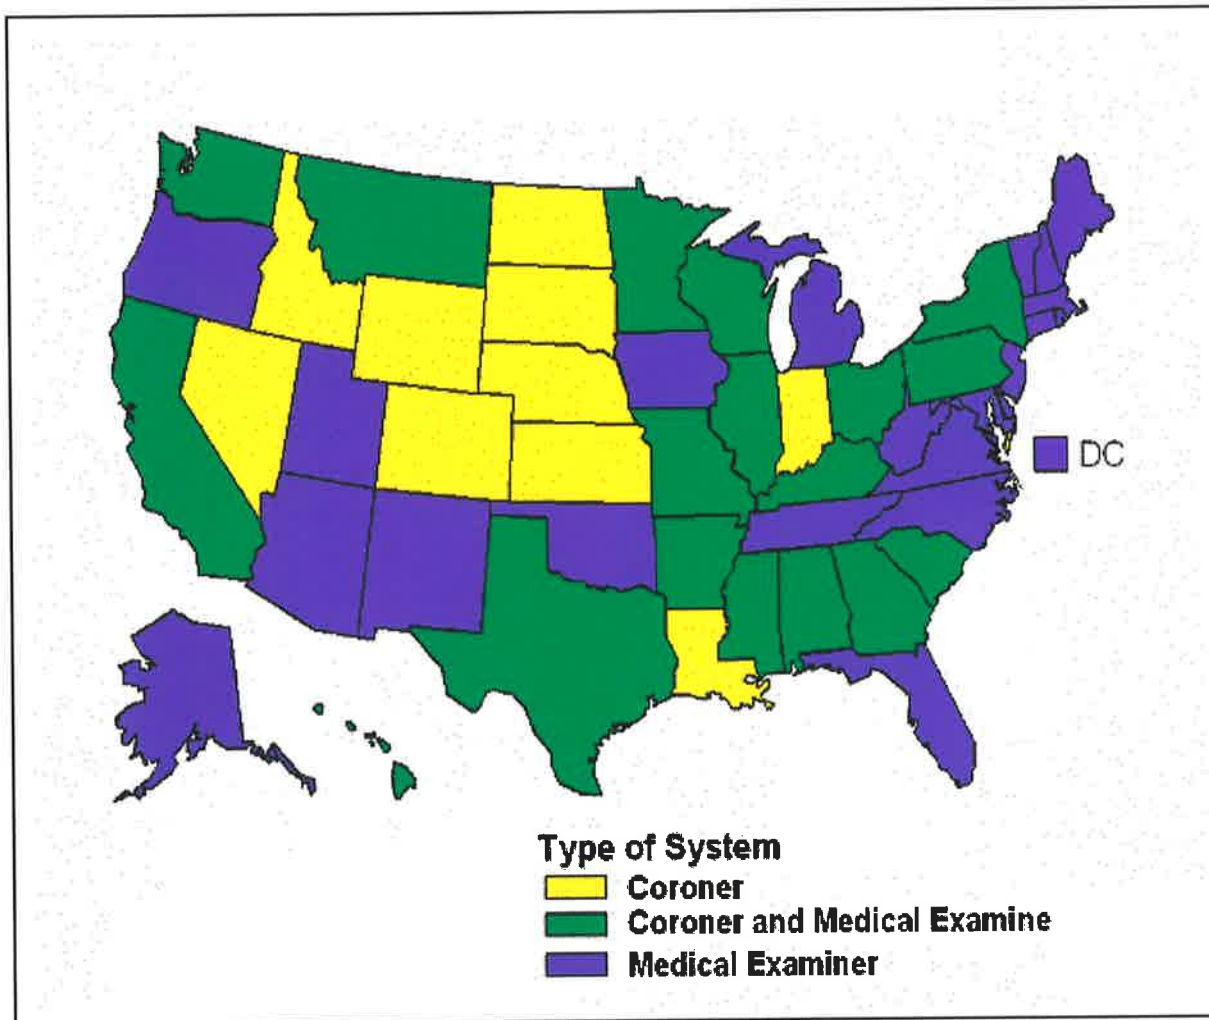 DC
Type of System
Coroner
Coroner and Medical Examine
Medical Examiner